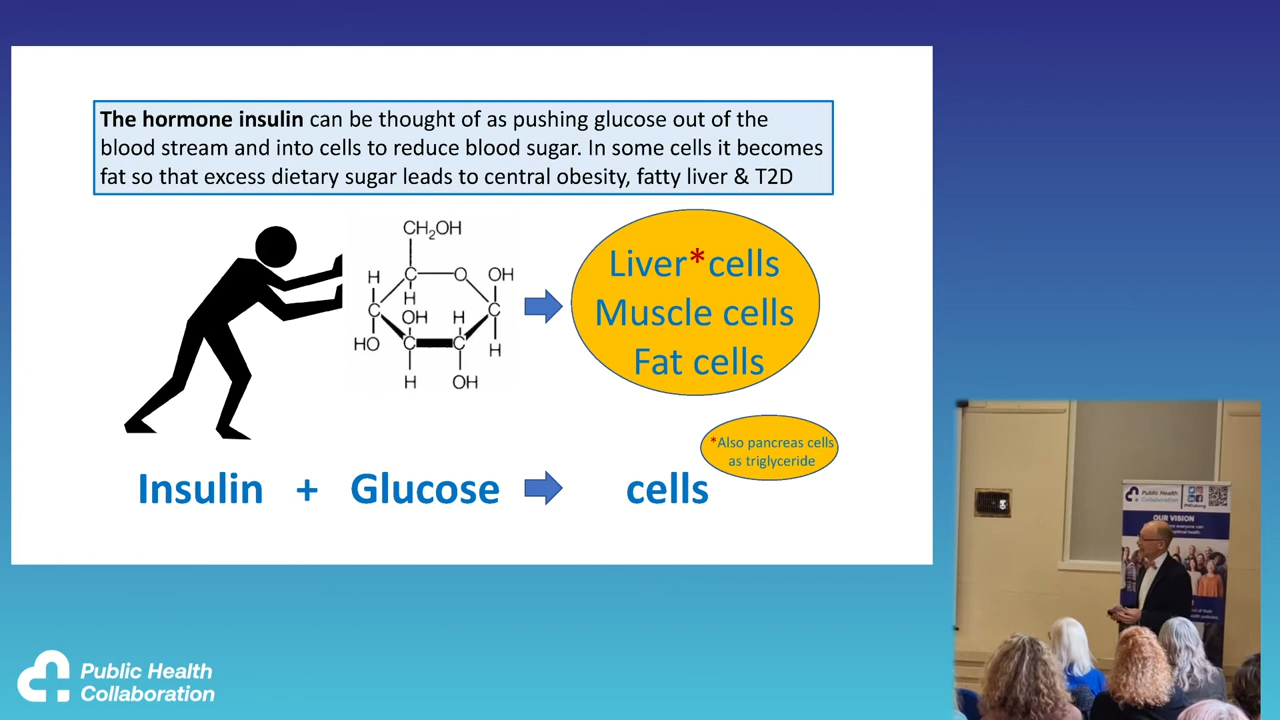 The hormone insulin can be thought of as pushing glucose out of the
blood stream and into cells to reduce blood sugar. In some cells it becomes
fat so that excess dietary sugar leads to central obesity, fatty liver & T2D
CH₂OH
H
C
O
OH
H
C
OH
H
C
HO
C
C
H
H
OH
Liver*cells
Muscle cells
Fat cells
*Also pancreas cells
as triglyceride
Insulin + Glucose cells
Public Health
Collaboration
OUR VISION
everyone can
Public Health
Collaboration